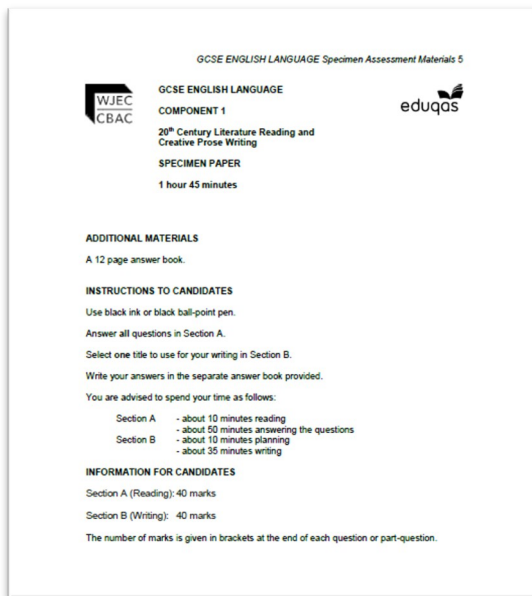 GCSE ENGLISH LANGUAGE Specimen Assessment Materials 5
WJEC
CBAC
GCSE ENGLISH LANGUAGE
COMPONENT 1
20th Century Literature Reading and
Creative Prose Writing
SPECIMEN PAPER
1 hour 45 minutes
eduqas
ADDITIONAL MATERIALS
A 12 page answer book.
INSTRUCTIONS TO CANDIDATES
Use black ink or black ball-point pen.
Answer all questions in Section A.
Select one title to use for your writing in Section B.
Write your answers in the separate answer book provided.
You are advised to spend your time as follows:
Section A - about 10 minutes reading
- about 50 minutes answering the questions
Section B - about 10 minutes planning
- about 35 minutes writing
INFORMATION FOR CANDIDATES
Section A (Reading): 40 marks
Section B (Writing): 40 marks
The number of marks is given in brackets at the end of each question or part-question.